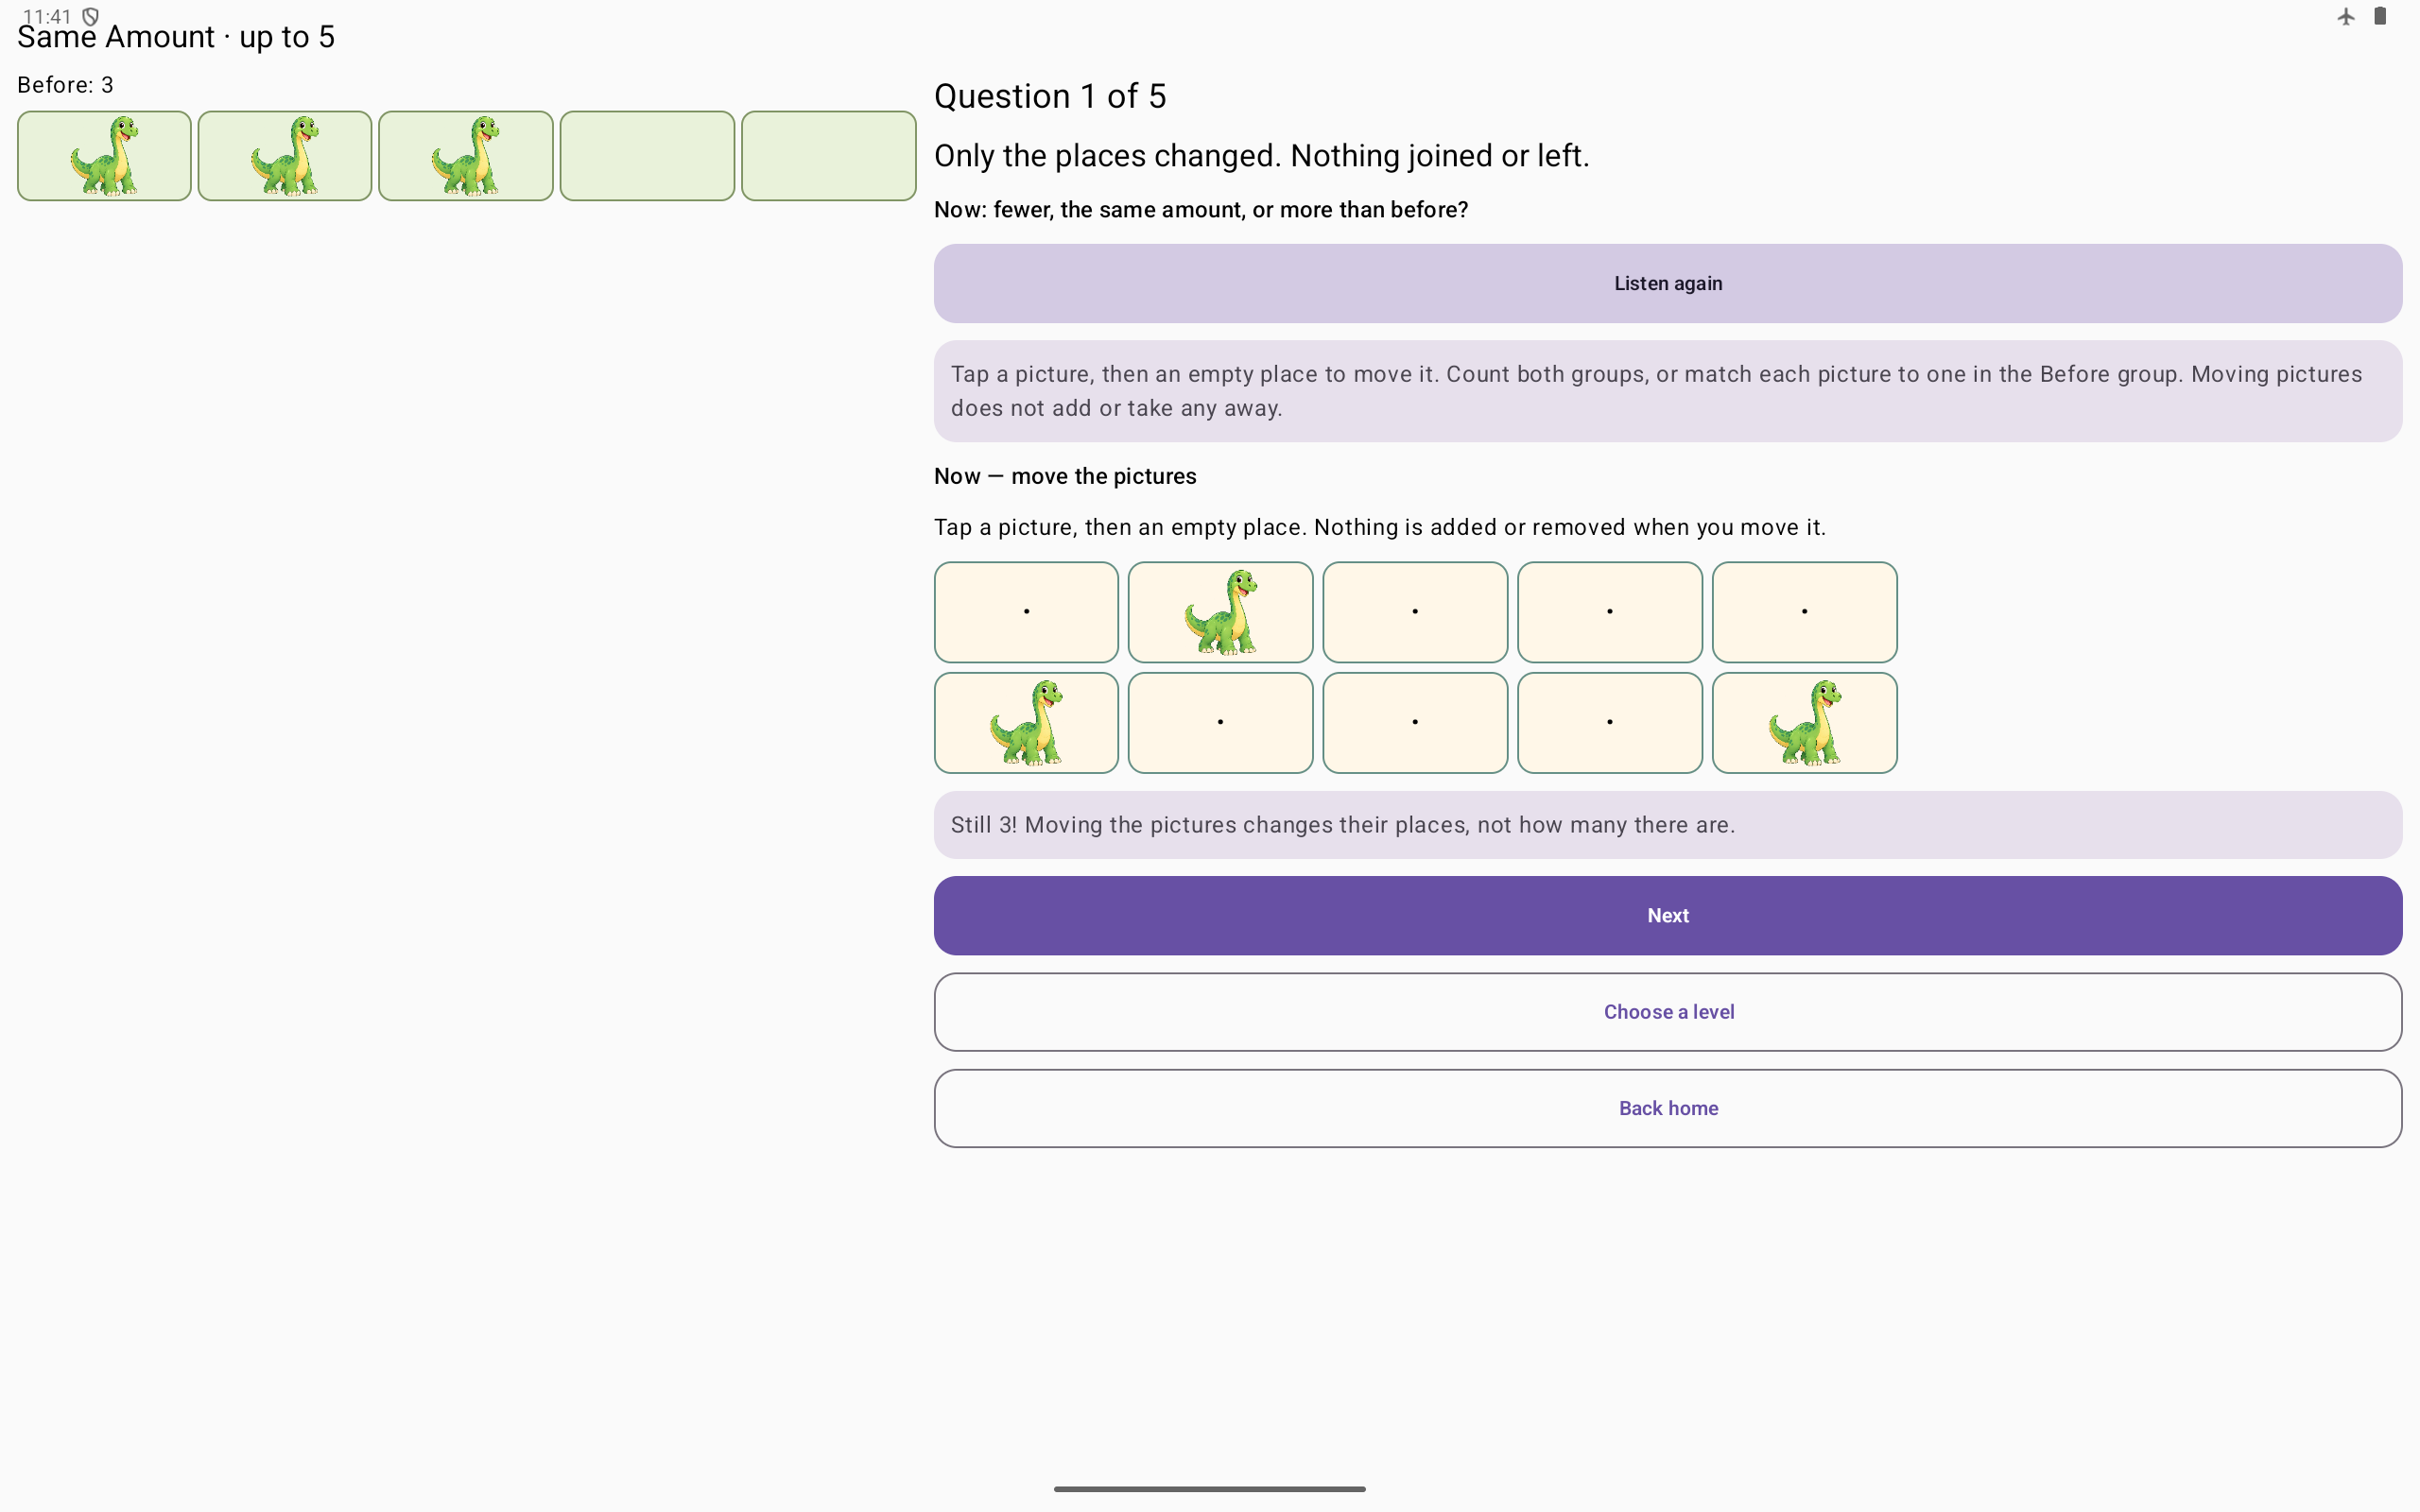 11:41
Same Amount · up to 5
Before: 3
Question 1 of 5
Only the places changed. Nothing joined or left.
Now: fewer, the same amount, or more than before?
Listen again
Tap a picture, then an empty place to move it. Count both groups, or match each picture to one in the Before group. Moving pictures
does not add or take any away.
Now — move the pictures
Tap a picture, then an empty place. Nothing is added or removed when you move it.
Still 3! Moving the pictures changes their places, not how many there are.
Next
Choose a level
Back home